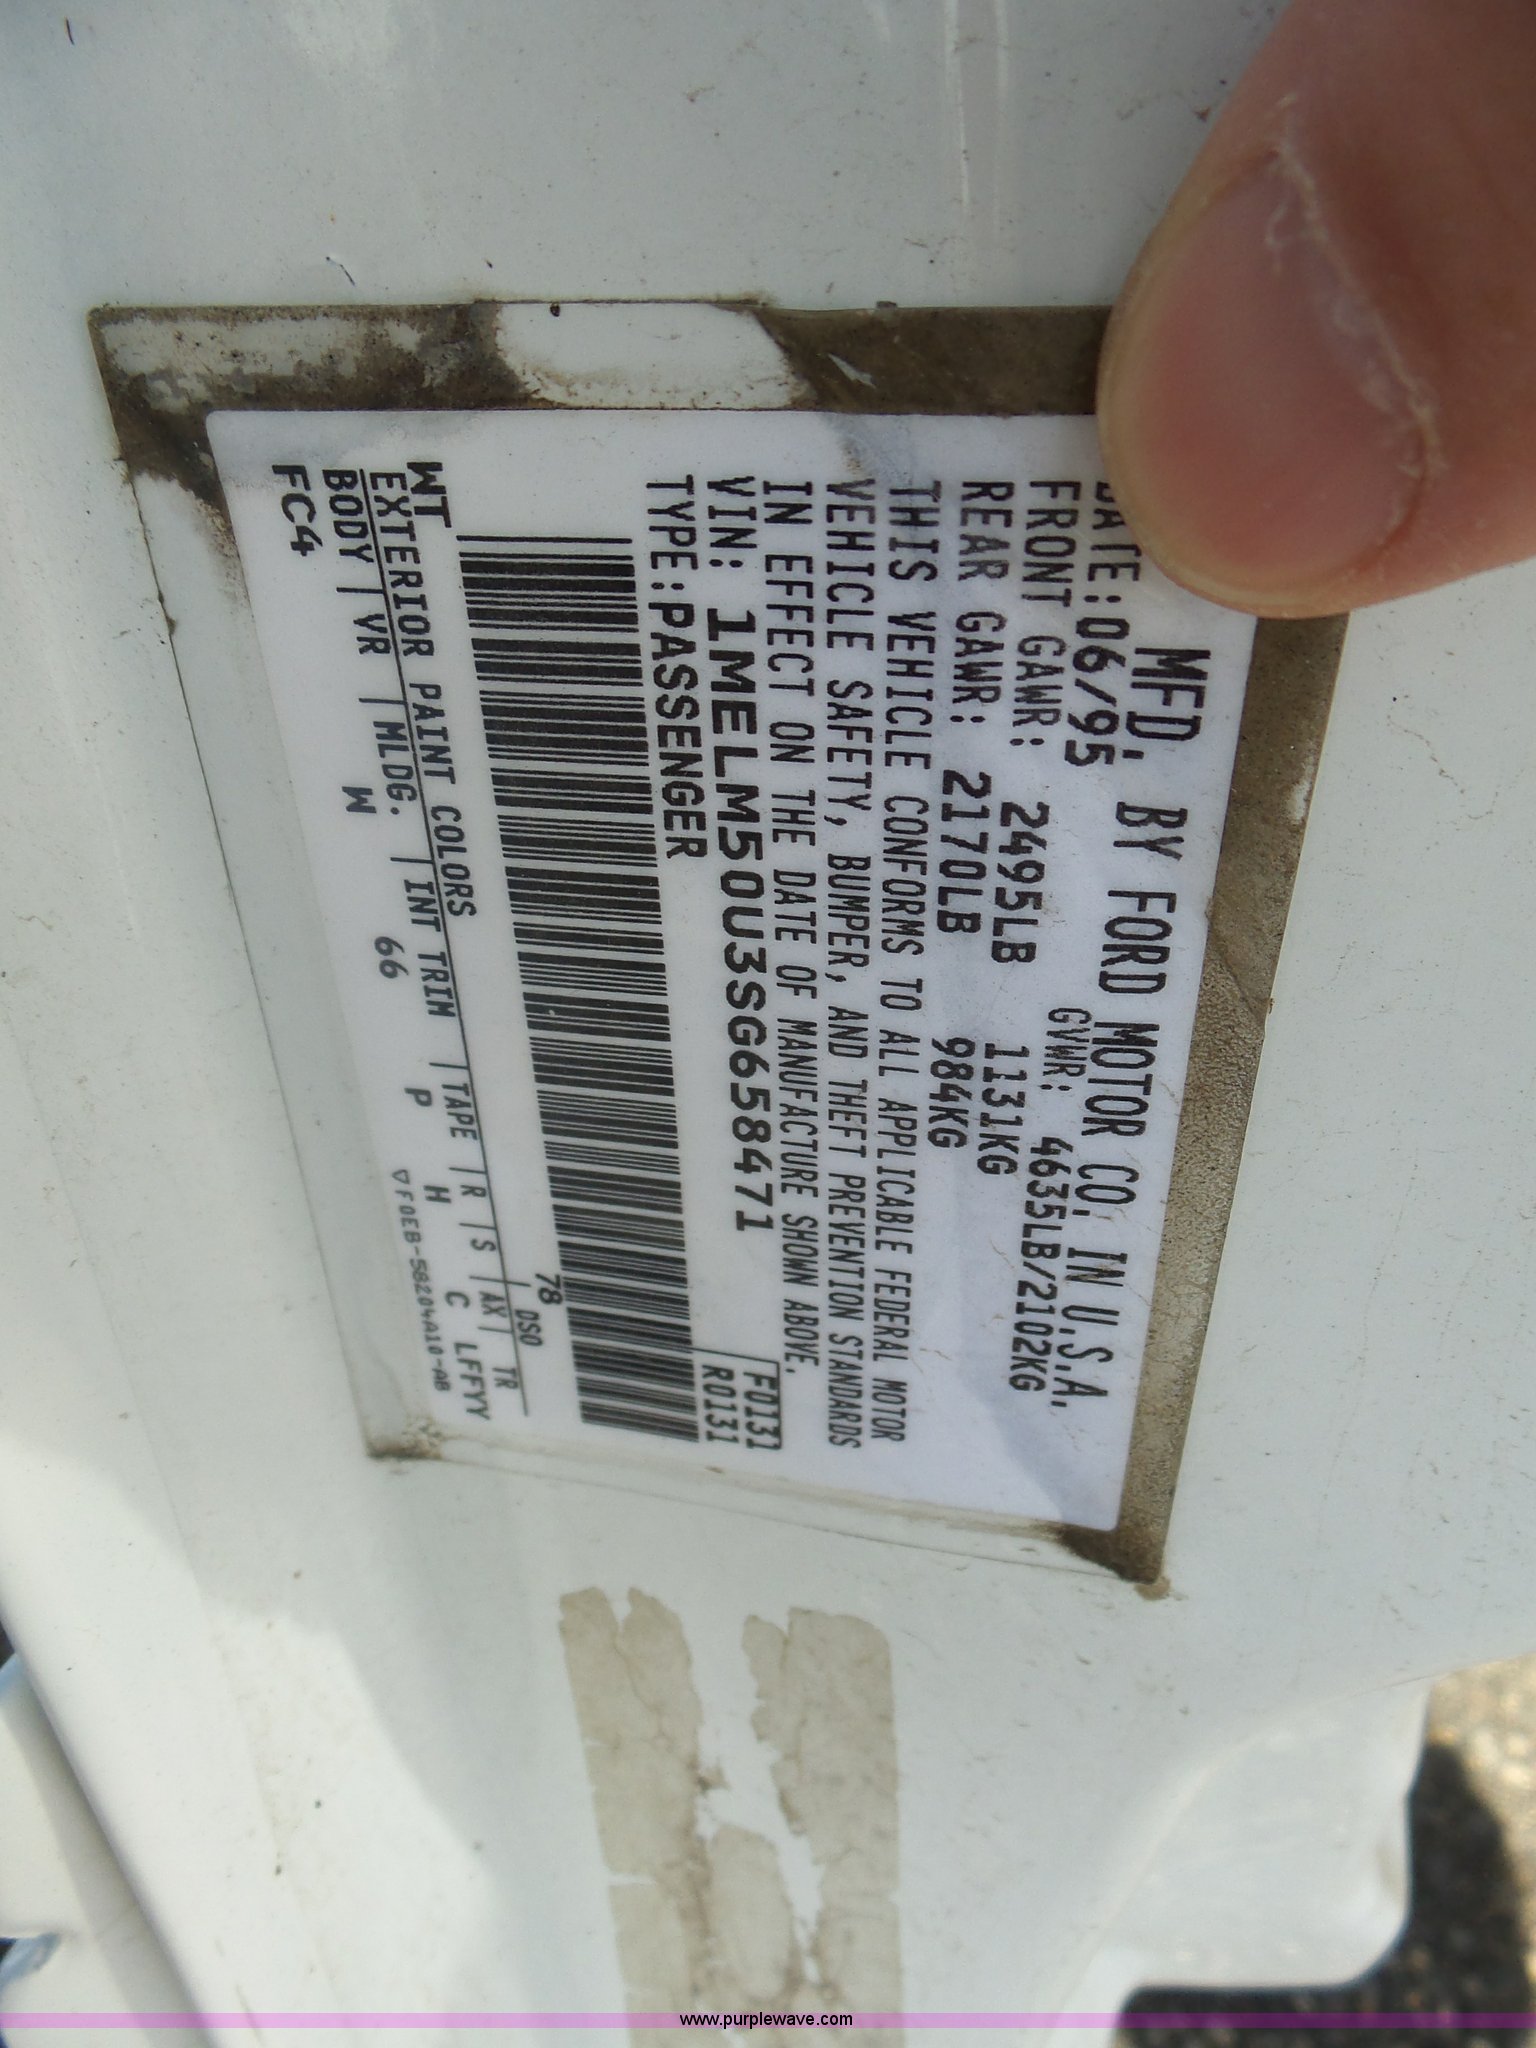 MFD. BY FORD MOTOR CO. IN U.S.A.
DATE:06/95 GVWR: 4635LB/2102KG
FRONT GAWR: 2495LB 1131KG
REAR GAWR: 2170LB 984KG
THIS VEHICLE CONFORMS TO ALL APPLICABLE FEDERAL MOTOR
VEHICLE SAFETY, BUMPER, AND THEFT PREVENTION STANDARDS
IN EFFECT ON THE DATE OF MANUFACTURE SHOWN ABOVE.
VIN: 1MELM50U3SG658471 F0131
TYPE:PASSENGER R0131
WT 78
EXTERIOR PAINT COLORS DSO
BODY VR MLDG. INT TRIM TAPE R S AX TR
FC4 W 66 P H C LFFYY
▽F0EB-58204A10-AB
www.purplewave.com